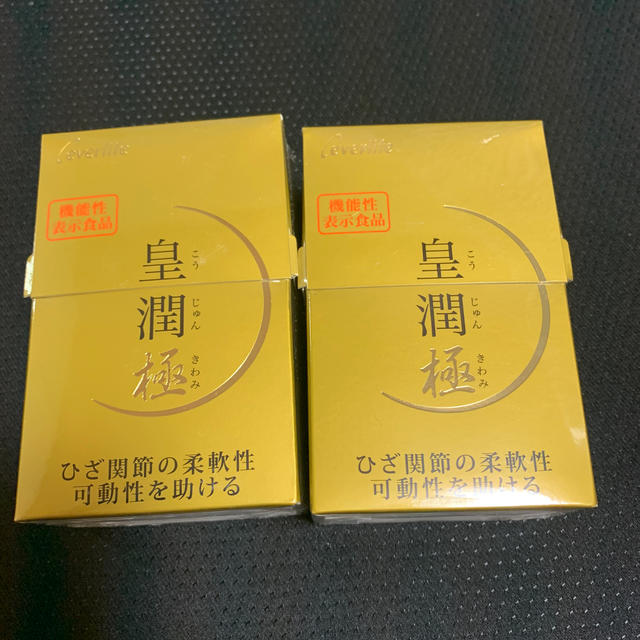 everlife
機能性
表示食品
皇潤極
こうじゅんきわみ
ひざ関節の柔軟性
可動性を助ける
everlife
機能性
表示食品
皇潤極
こうじゅんきわみ
ひざ関節の柔軟性
可動性を助ける